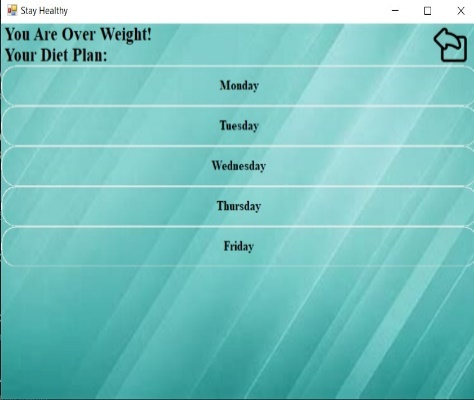 Stay Healthy
You Are Over Weight!
Your Diet Plan:
Monday
Tuesday
Wednesday
Thursday
Friday